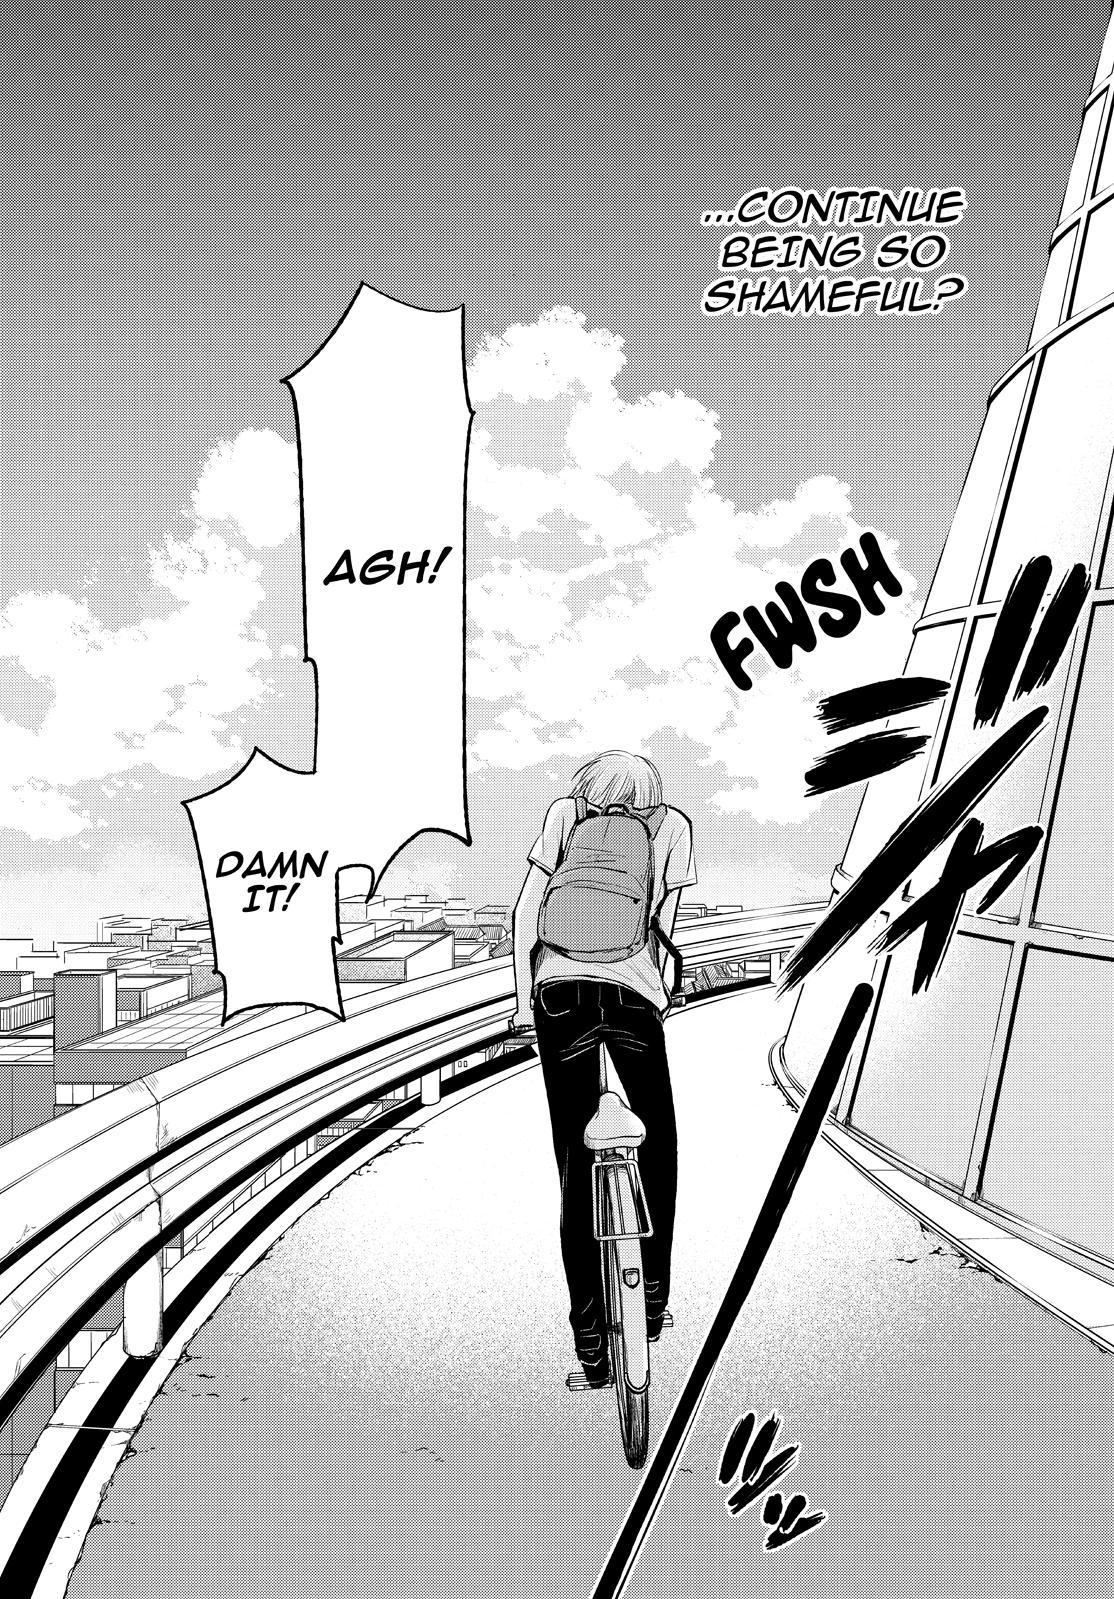 ...CONTINUE
BEING SO
SHAMEFUL?
AGH!
FWSH
DAMN
IT!